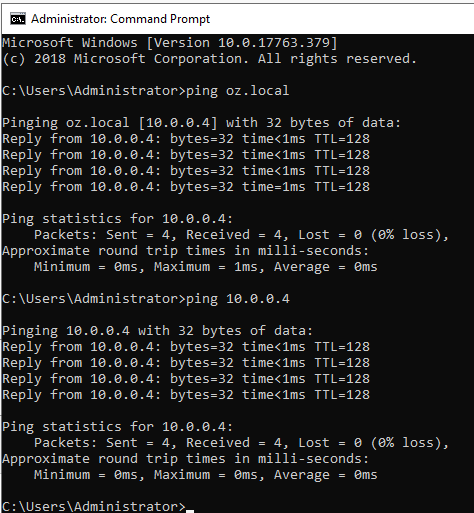 Administrator: Command Prompt
Microsoft Windows [Version 10.0.17763.379]
(c) 2018 Microsoft Corporation. All rights reserved.
C:\Users\Administrator>ping oz.local
Pinging oz.local [10.0.0.4] with 32 bytes of data:
Reply from 10.0.0.4: bytes=32 time<1ms TTL=128
Reply from 10.0.0.4: bytes=32 time<1ms TTL=128
Reply from 10.0.0.4: bytes=32 time<1ms TTL=128
Reply from 10.0.0.4: bytes=32 time=1ms TTL=128
Ping statistics for 10.0.0.4:
    Packets: Sent = 4, Received = 4, Lost = 0 (0% loss),
Approximate round trip times in milli-seconds:
    Minimum = 0ms, Maximum = 1ms, Average = 0ms
C:\Users\Administrator>ping 10.0.0.4
Pinging 10.0.0.4 with 32 bytes of data:
Reply from 10.0.0.4: bytes=32 time<1ms TTL=128
Reply from 10.0.0.4: bytes=32 time<1ms TTL=128
Reply from 10.0.0.4: bytes=32 time<1ms TTL=128
Reply from 10.0.0.4: bytes=32 time<1ms TTL=128
Ping statistics for 10.0.0.4:
    Packets: Sent = 4, Received = 4, Lost = 0 (0% loss),
Approximate round trip times in milli-seconds:
    Minimum = 0ms, Maximum = 0ms, Average = 0ms
C:\Users\Administrator>